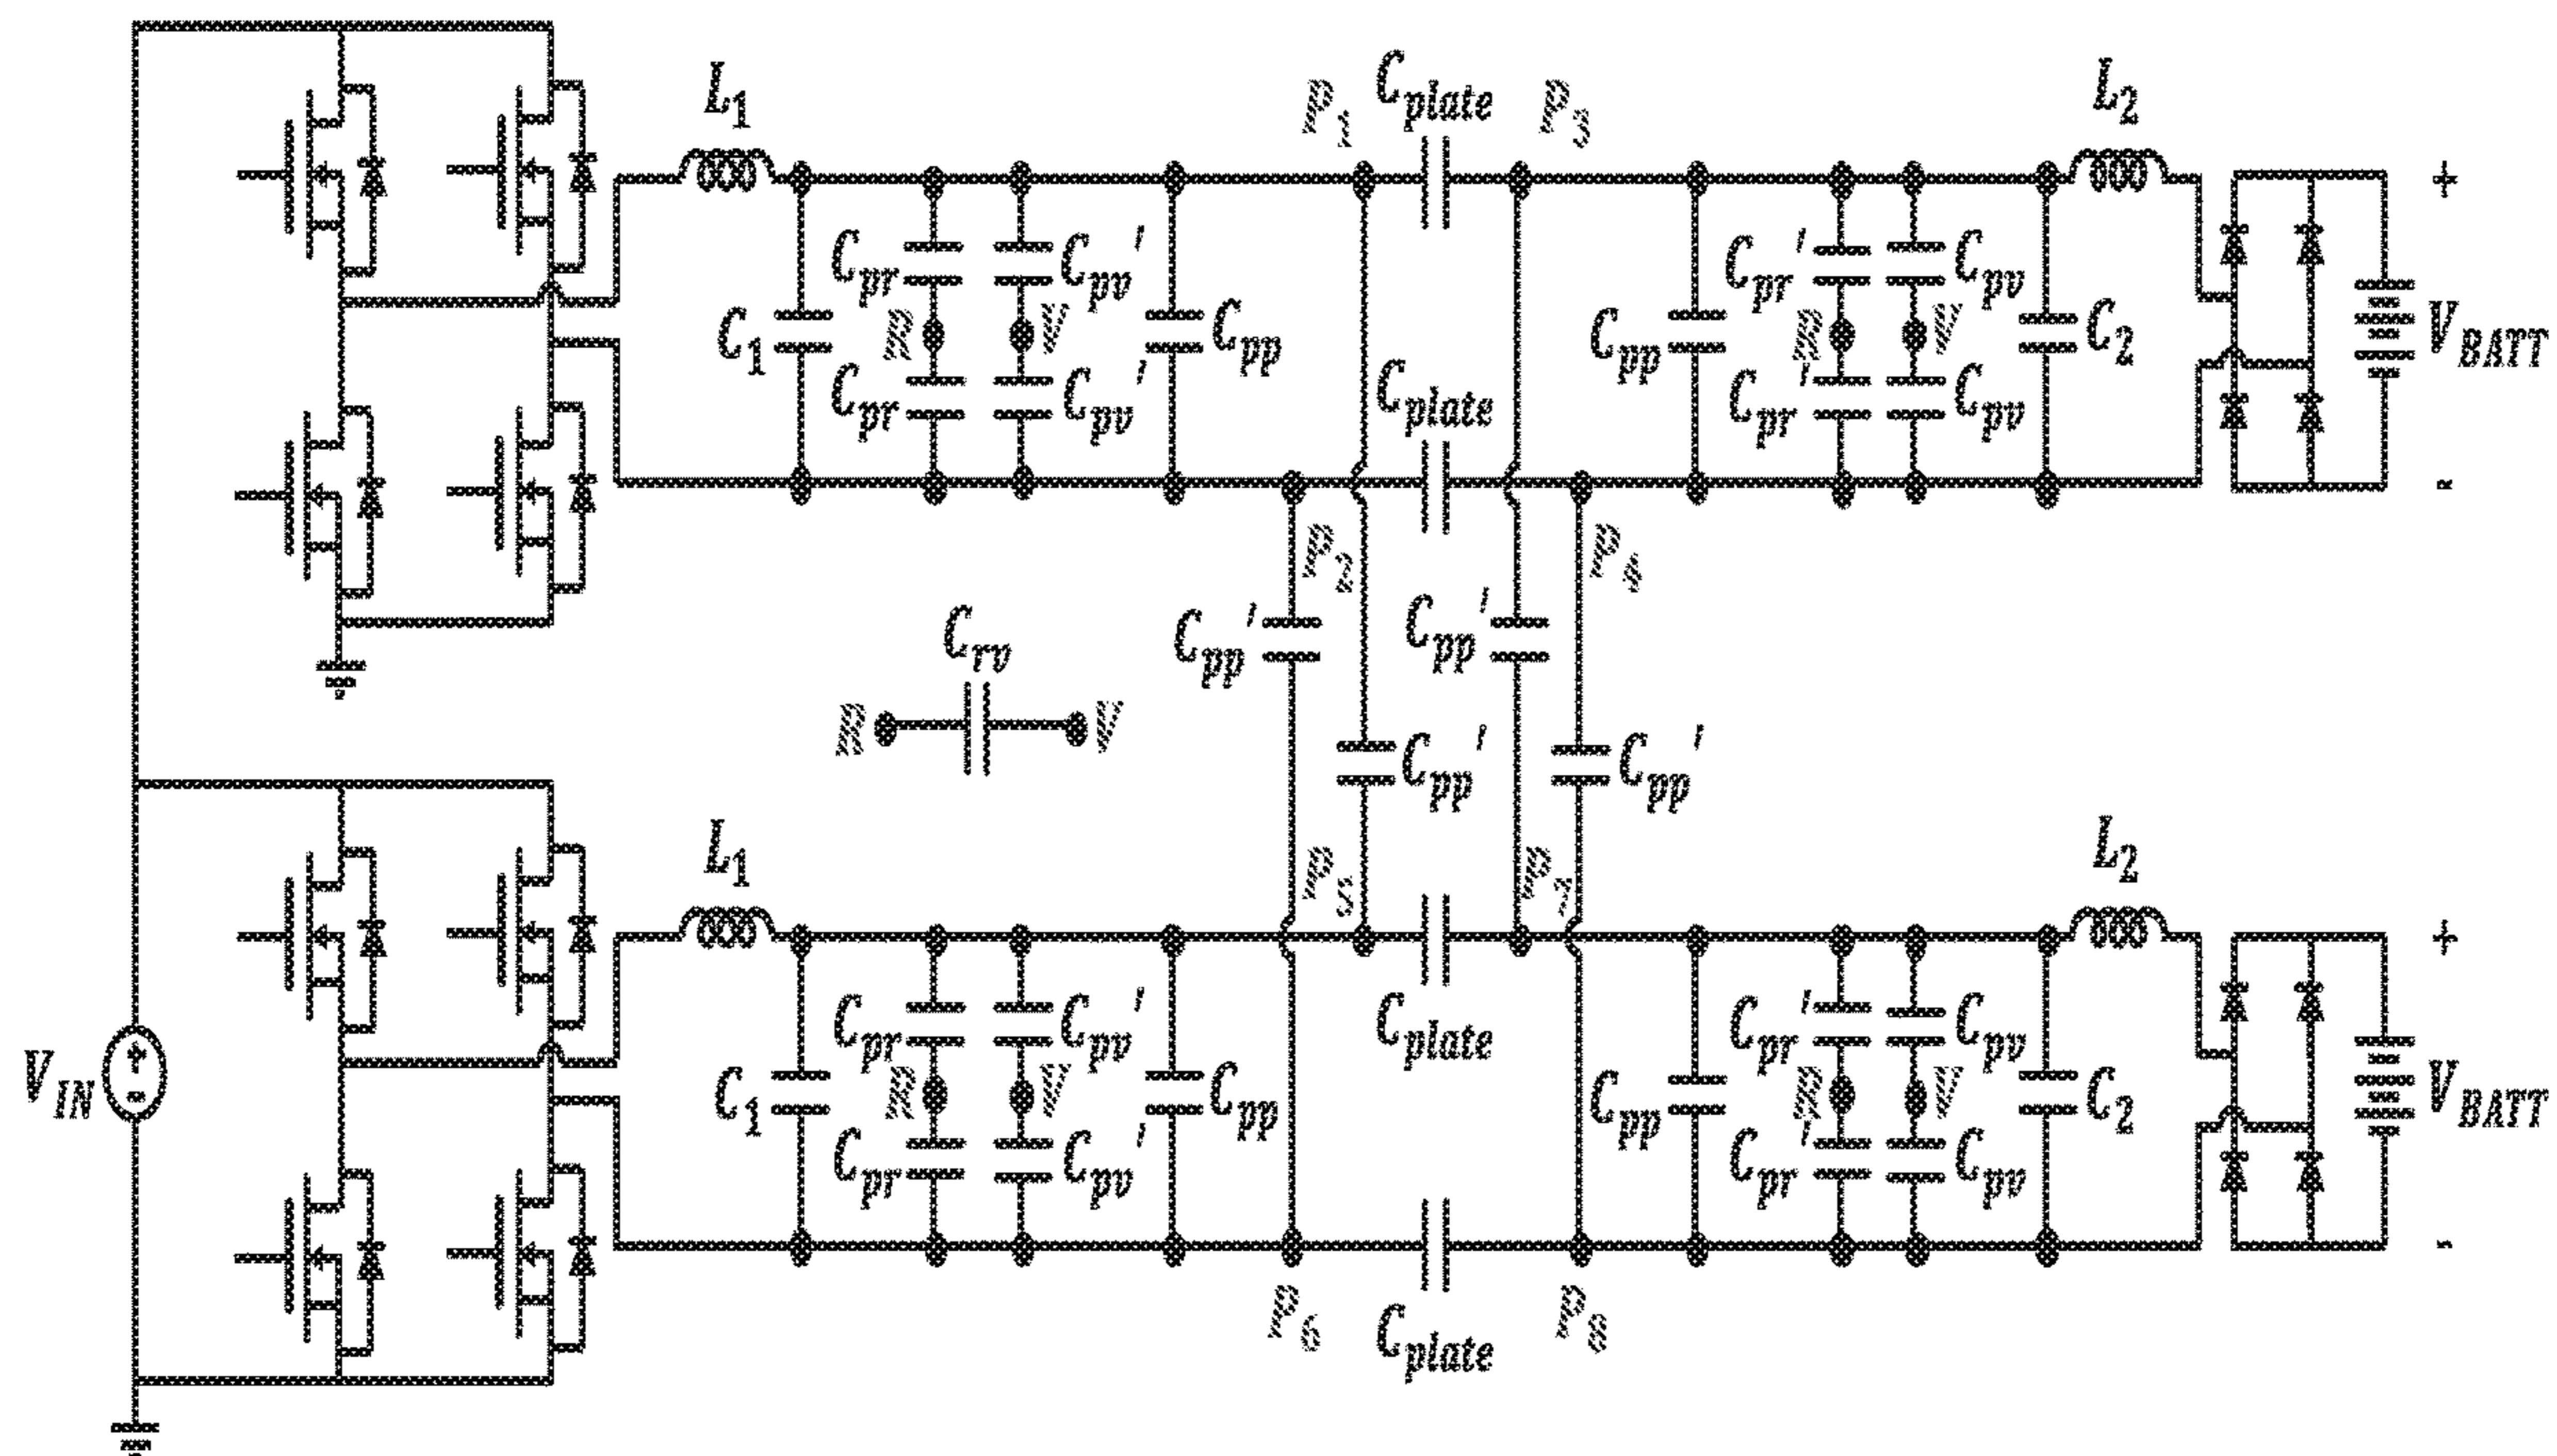 L1 P1 Cplate P3 L2
+
Cpr Cpv' Cpr' Cpv
C1 R V Cpp Cpp R V C2 VBATT
Cpr Cpv' Cplate Cpr' Cpv
-
P2 P4
Crv Cpp' Cpp'
R V Cpp' Cpp'
L1 P5 P7 L2
+
Cpr Cpv' Cplate Cpr' Cpv
VIN + - C1 R V Cpp Cpp R V C2 VBATT
Cpr Cpv' Cpr' Cpv
-
P6 Cplate P8